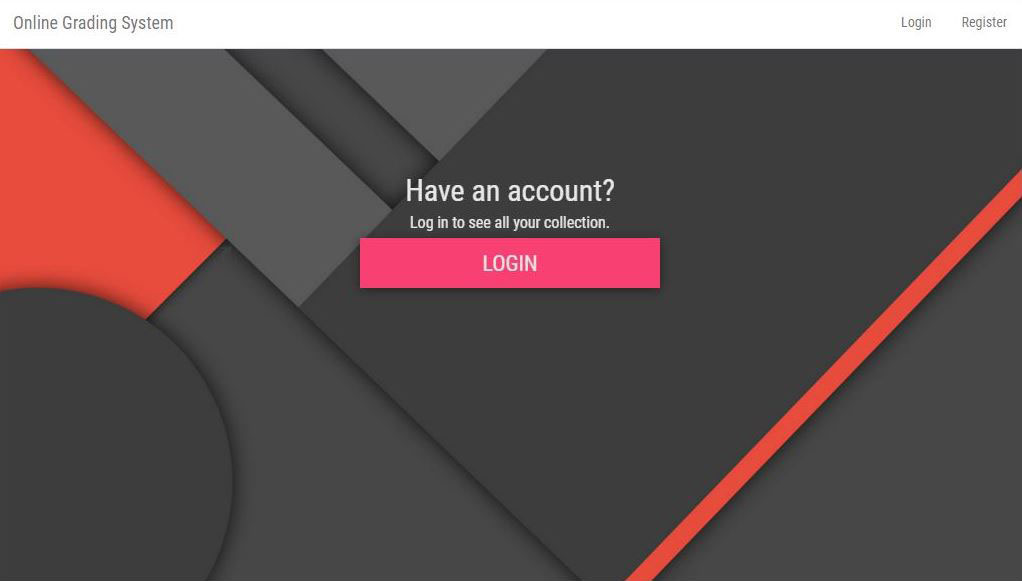 Online Grading System
Login
Register
Have an account?
Log in to see all your collection.
LOGIN